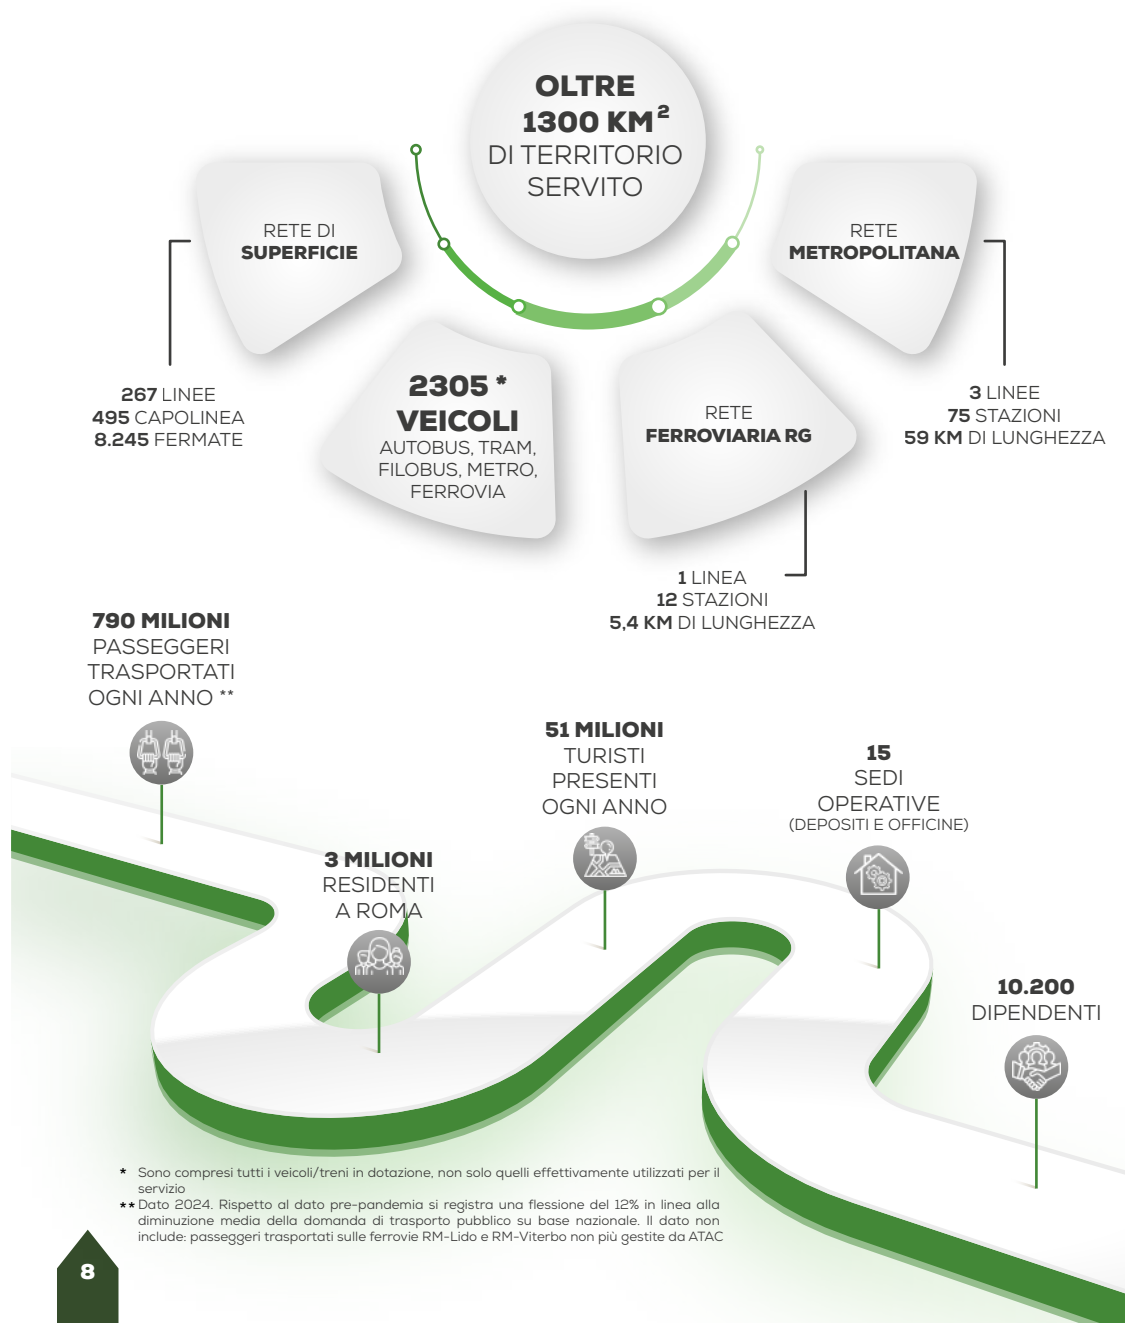 OLTRE
1300 KM²
DI TERRITORIO
SERVITO
RETE DI
SUPERFICIE
267 LINEE
495 CAPOLINEA
8.245 FERMATE
2305 *
VEICOLI
AUTOBUS, TRAM,
FILOBUS, METRO,
FERROVIA
RETE
FERROVIARIA RG
1 LINEA
12 STAZIONI
5,4 KM DI LUNGHEZZA
RETE
METROPOLITANA
3 LINEE
75 STAZIONI
59 KM DI LUNGHEZZA
790 MILIONI
PASSEGGERI
TRASPORTATI
OGNI ANNO **
3 MILIONI
RESIDENTI
A ROMA
51 MILIONI
TURISTI
PRESENTI
OGNI ANNO
15
SEDI
OPERATIVE
(DEPOSITI E OFFICINE)
10.200
DIPENDENTI
* Sono compresi tutti i veicoli/treni in dotazione, non solo quelli effettivamente utilizzati per il
servizio
** Dato 2024. Rispetto al dato pre-pandemia si registra una flessione del 12% in linea alla
diminuzione media della domanda di trasporto pubblico su base nazionale. Il dato non
include: passeggeri trasportati sulle ferrovie RM-Lido e RM-Viterbo non più gestite da ATAC
8